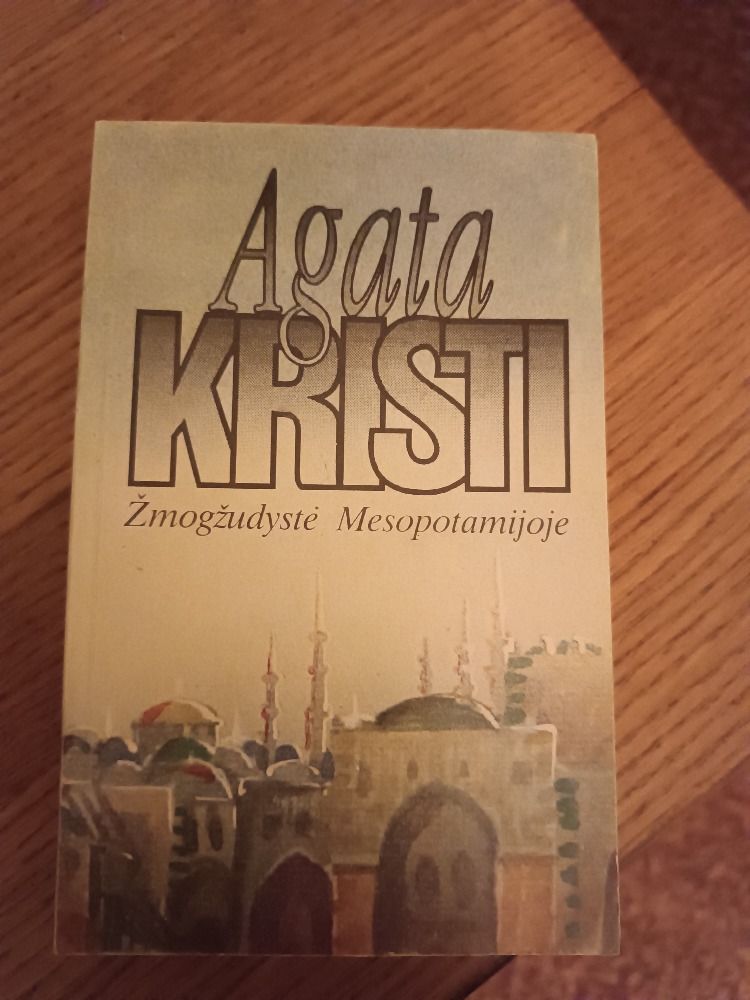 Agata
KRISTI
Žmogžudystė Mesopotamijoje